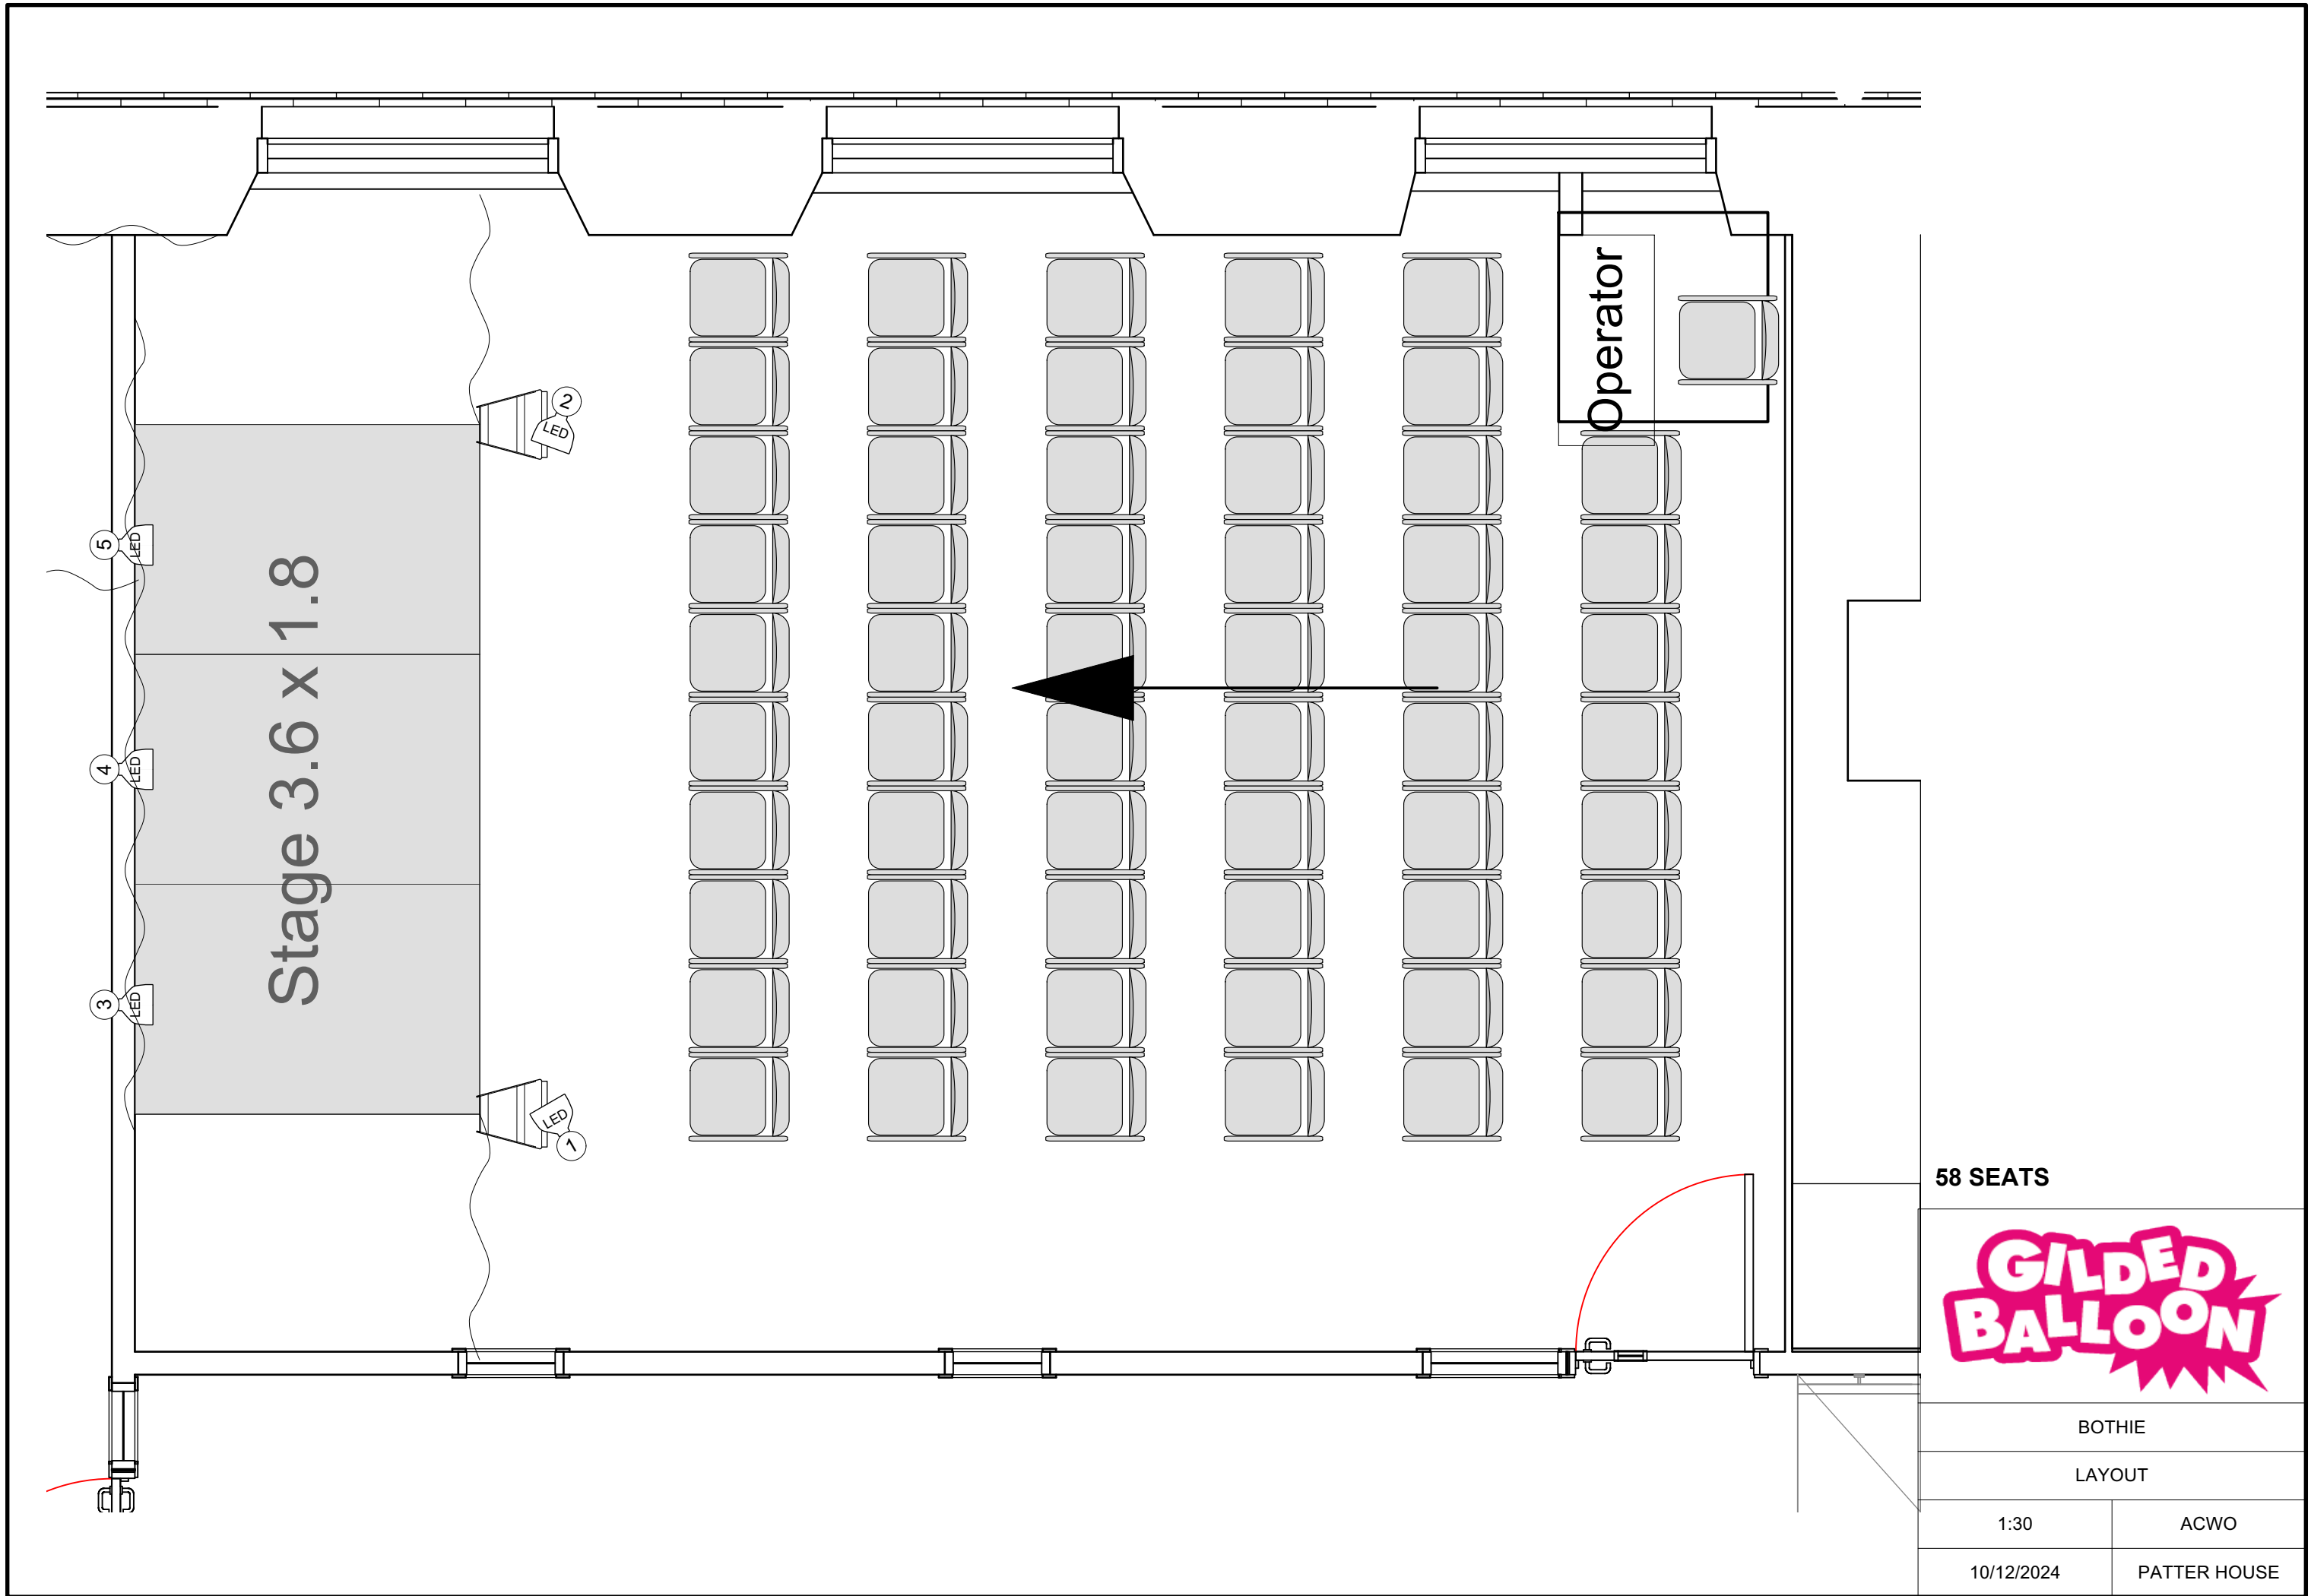 Operator
2
LED
5
LED
Stage 3.6 x 1.8
4
LED
3
LED
LED
1
58 SEATS
GILDED
BALLOON
BOTHIE
LAYOUT
1:30
ACWO
10/12/2024
PATTER HOUSE